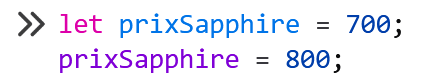 >> let prixSapphire = 700;
prixSapphire = 800;